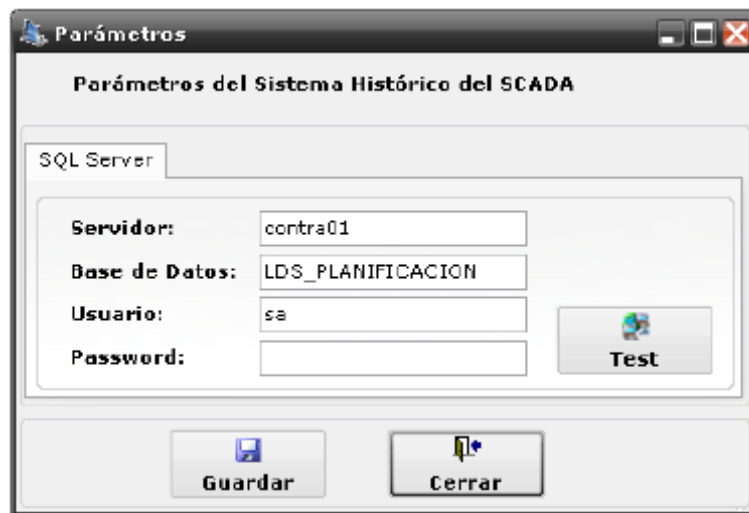 Parámetros
Parámetros del Sistema Histórico del SCADA
SQL Server
Servidor: contra01
Base de Datos: LDS_PLANIFICACION
Usuario: sa
Password:
Test
Guardar
Cerrar